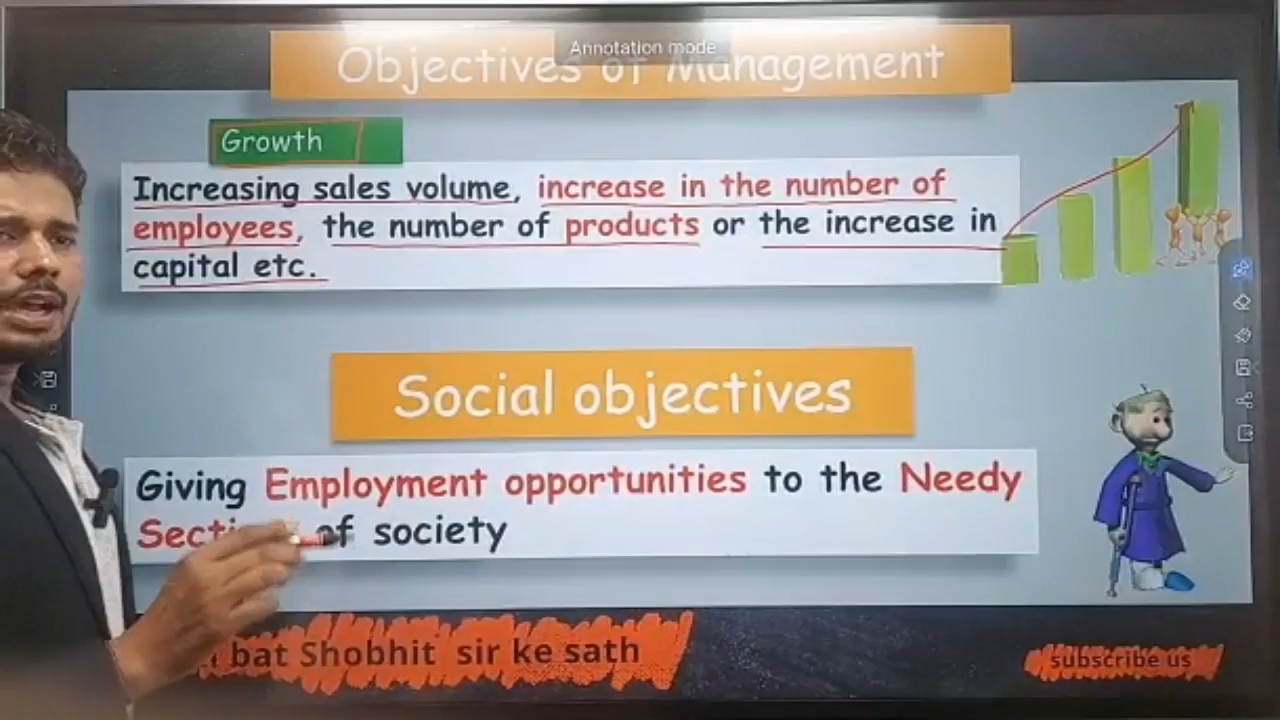 Annotation mode
Objectives of Management
Growth
Increasing sales volume, increase in the number of
employees, the number of products or the increase in
capital etc.
Social objectives
Giving Employment opportunities to the Needy
of society
bat Shobhit sir ke sath
subscribe us